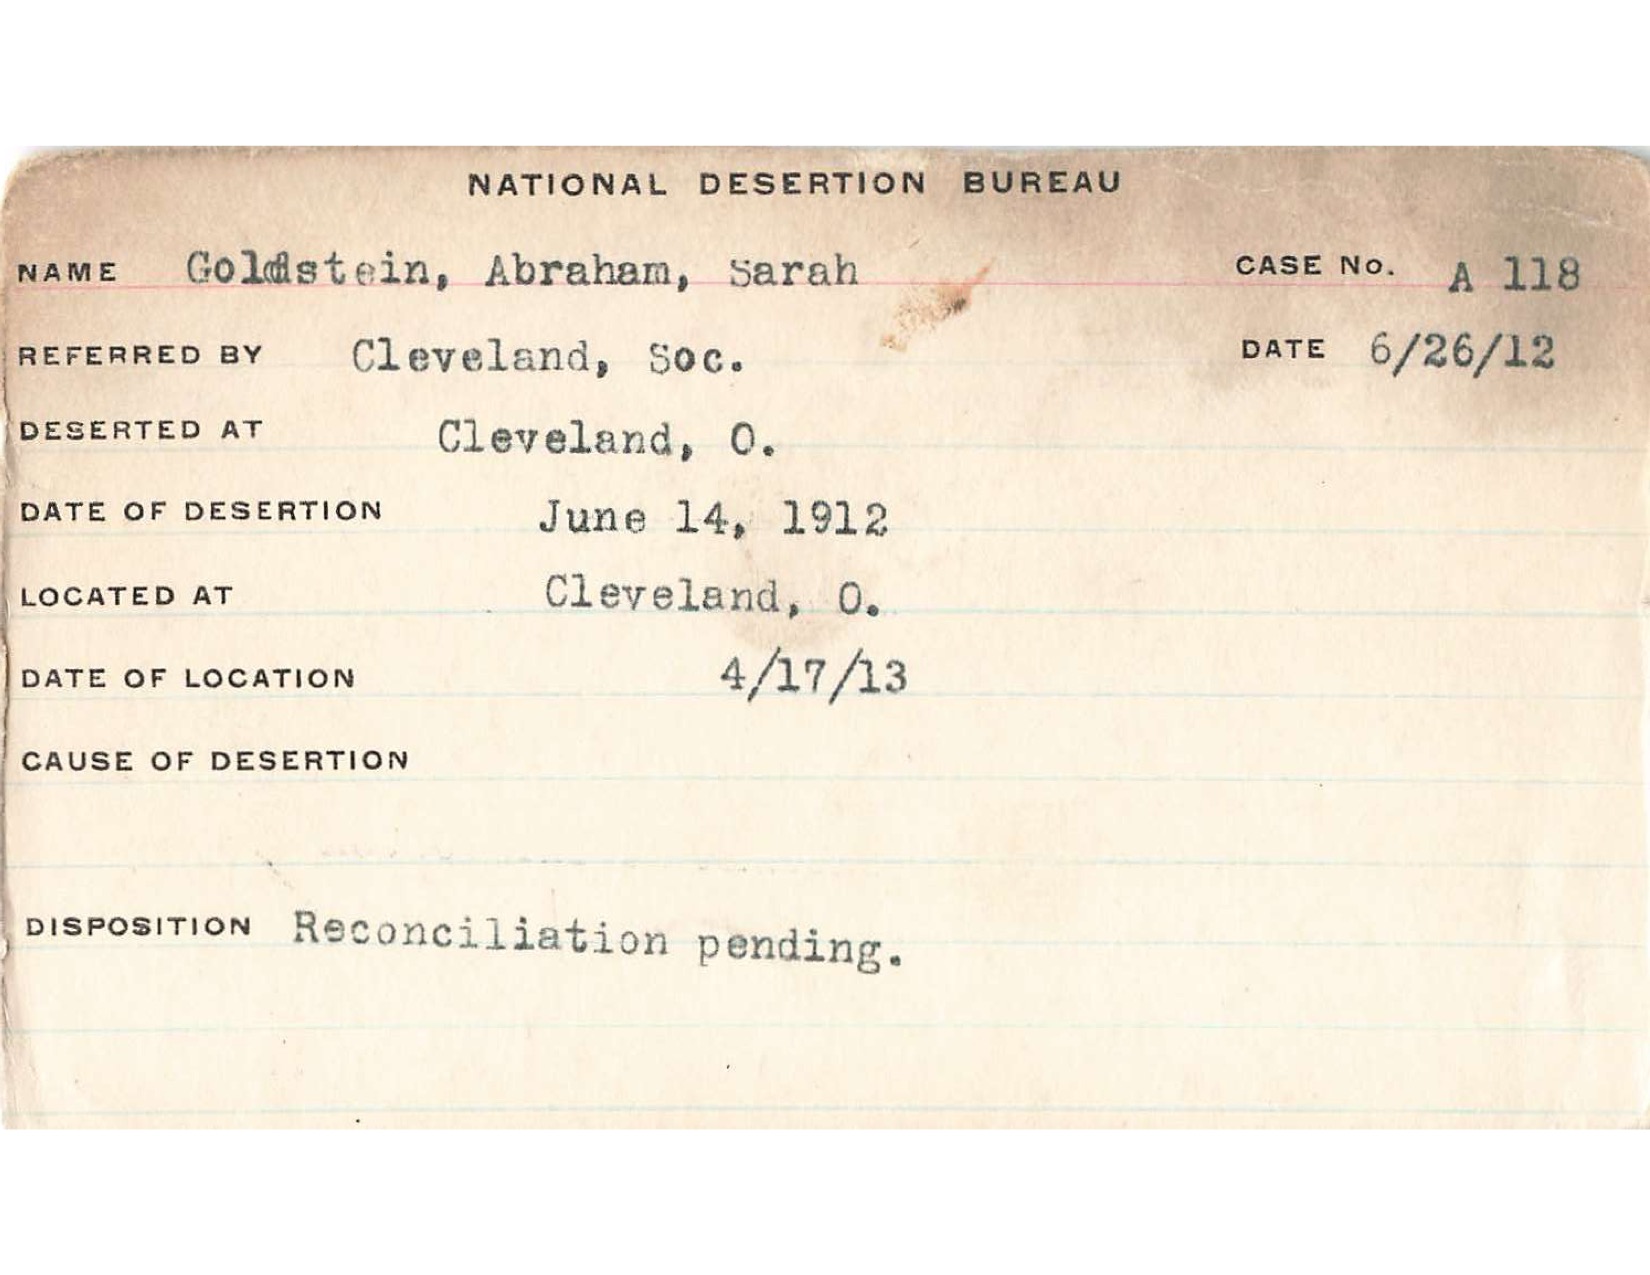 NATIONAL DESERTION BUREAU
NAME Goldstein, Abraham, Sarah CASE No. A 118
REFERRED BY Cleveland, Soc. DATE 6/26/12
DESERTED AT Cleveland, O.
DATE OF DESERTION June 14, 1912
LOCATED AT Cleveland, O.
DATE OF LOCATION 4/17/13
CAUSE OF DESERTION
DISPOSITION Reconciliation pending.